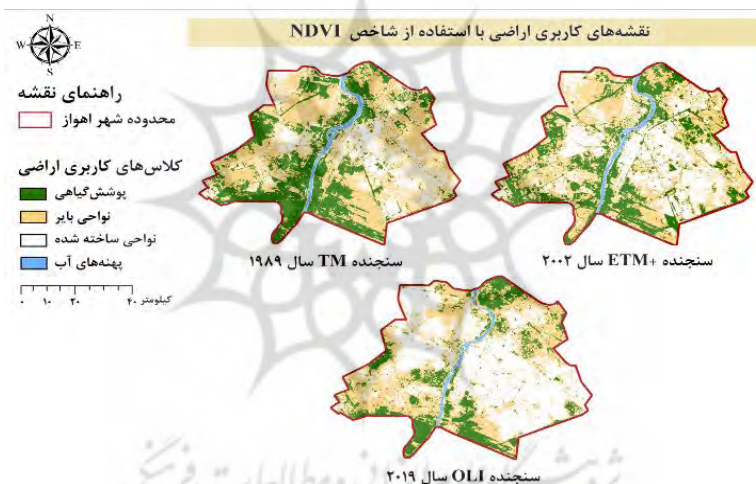 نقشه‌های کاربری اراضی با استفاده از شاخص NDVI
N
W E
S
راهنمای نقشه
محدوده شهر اهواز
کلاس‌های کاربری اراضی
پوشش‌گیاهی
نواحی بایر
نواحی ساخته شده
پهنه‌های آب
۰ ۱۰ ۲۰ ۴۰ کیلومتر
سنجنده TM سال ۱۹۸۹
سنجنده ETM+ سال ۲۰۰۲
سنجنده OLI سال ۲۰۱۹